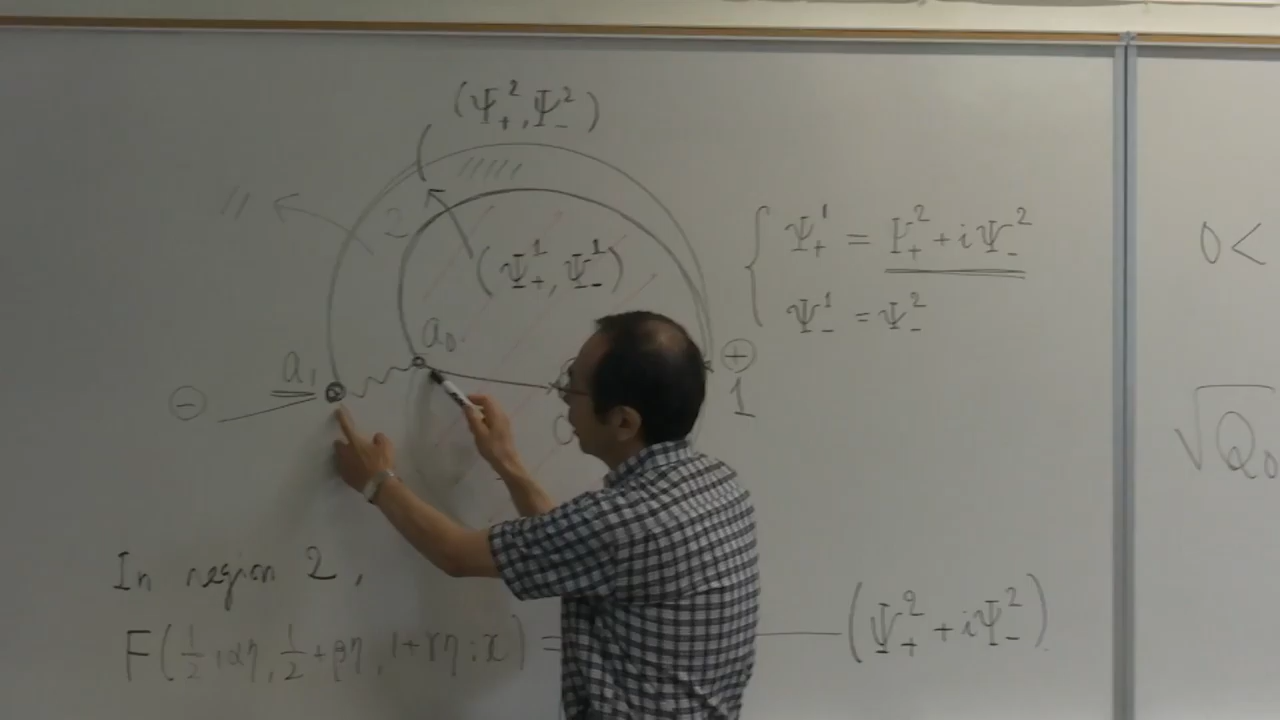 (Ψ₊², Ψ₋²)
2
(Ψ₊¹, Ψ₋¹)
Ψ₊¹ = Ψ₊² + iΨ₋²
Ψ₋¹ = Ψ₋²
0 <
a₀
a₁
⊖
⊕
1
√Q₀
In region 2,
F(1/2 + αη, 1/2 + βη, 1 + γη ; x) =
(Ψ₊² + iΨ₋²)